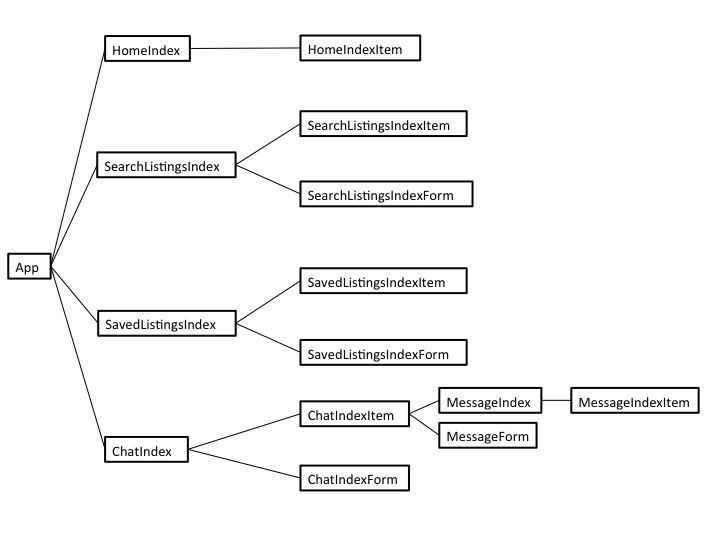 HomeIndex
HomeIndexItem
SearchListingsIndexItem
SearchListingsIndex
SearchListingsIndexForm
App
SavedListingsIndexItem
SavedListingsIndex
SavedListingsIndexForm
MessageIndex
MessageIndexItem
ChatIndexItem
MessageForm
ChatIndex
ChatIndexForm